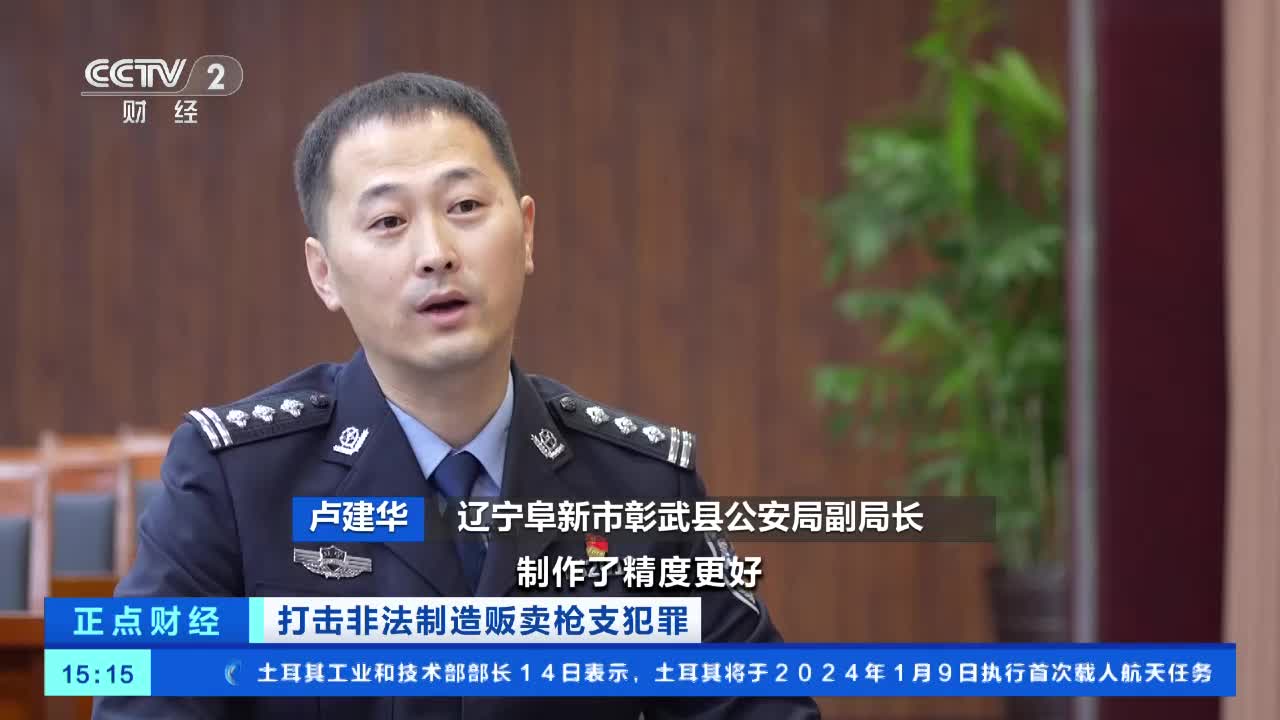 CCTV 2
财 经
卢建华 辽宁阜新市彰武县公安局副局长
制作了精度更好
正点财经 打击非法制造贩卖枪支犯罪
15:15 土耳其工业和技术部部长14日表示，土耳其将于2024年1月9日执行首次载人航天任务